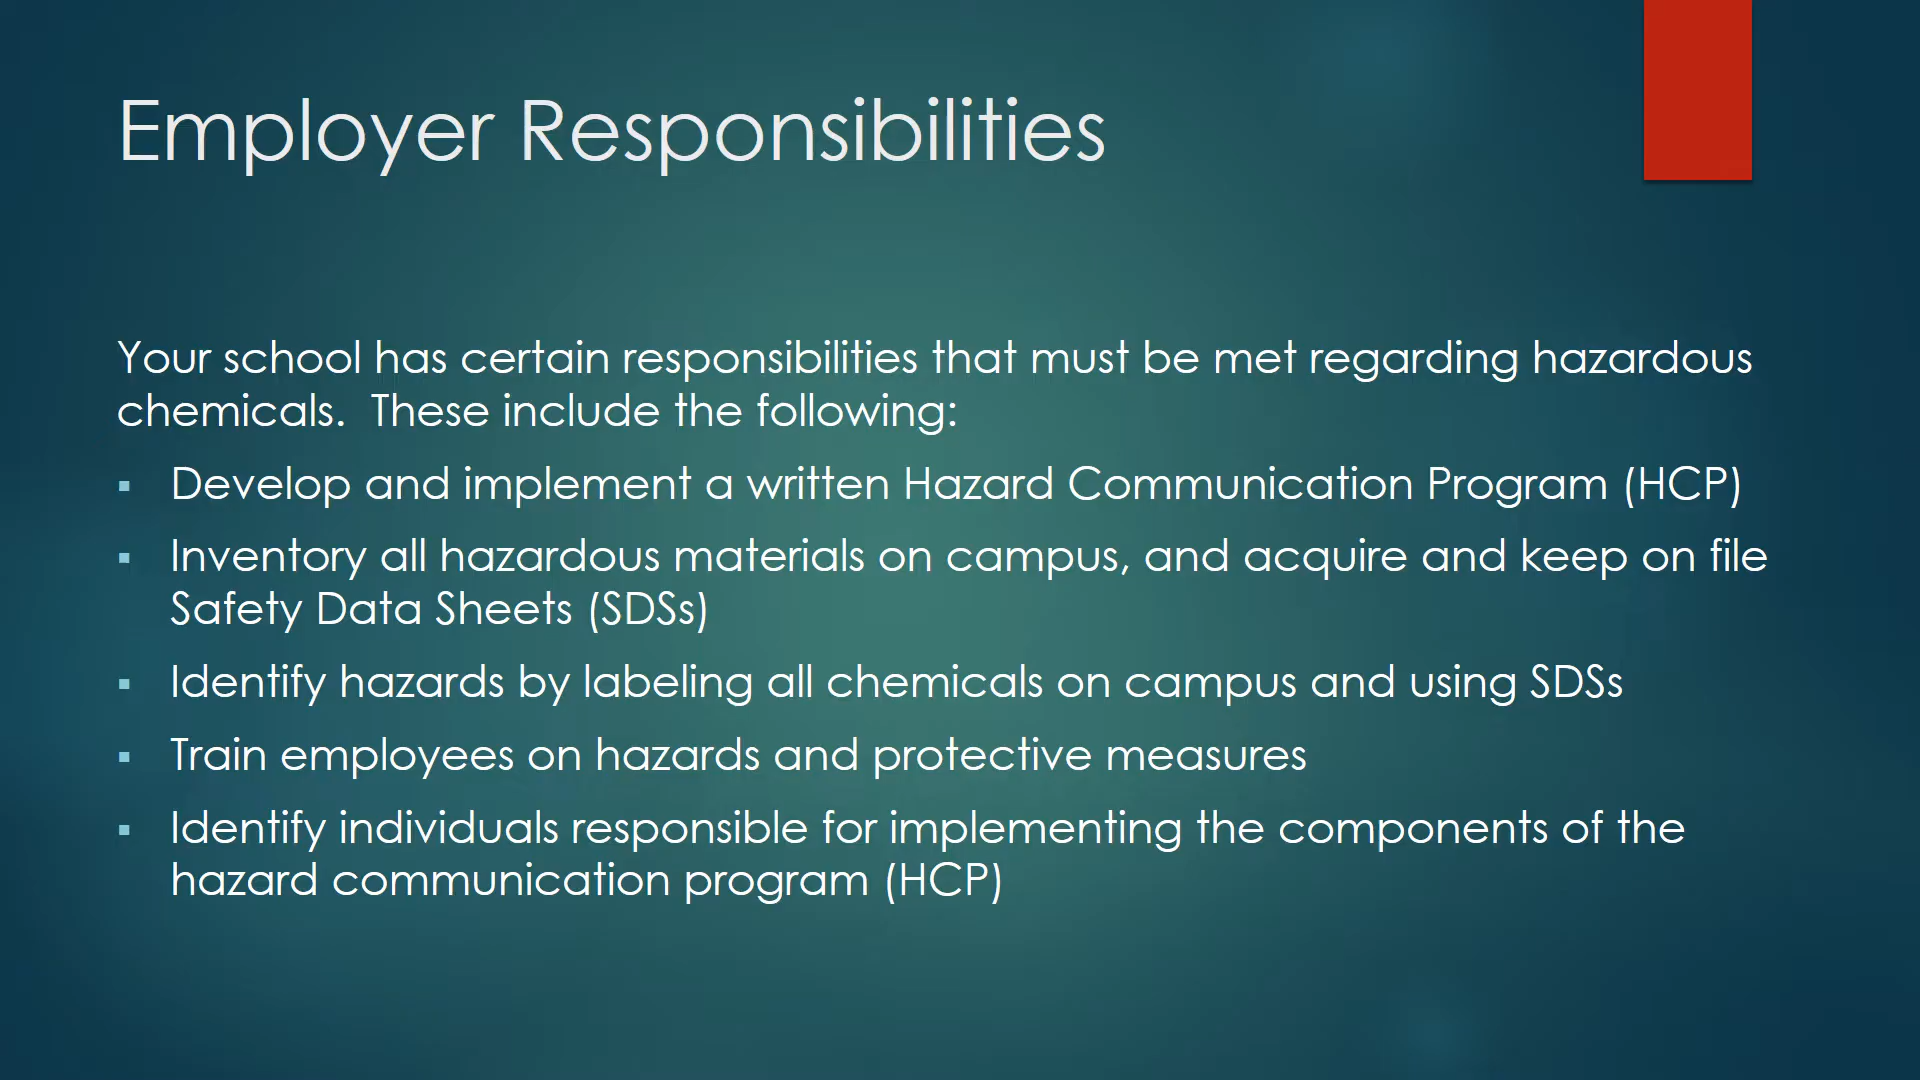 Employer Responsibilities
Your school has certain responsibilities that must be met regarding hazardous
chemicals.  These include the following:
▪ Develop and implement a written Hazard Communication Program (HCP)
▪ Inventory all hazardous materials on campus, and acquire and keep on file
Safety Data Sheets (SDSs)
▪ Identify hazards by labeling all chemicals on campus and using SDSs
▪ Train employees on hazards and protective measures
▪ Identify individuals responsible for implementing the components of the
hazard communication program (HCP)